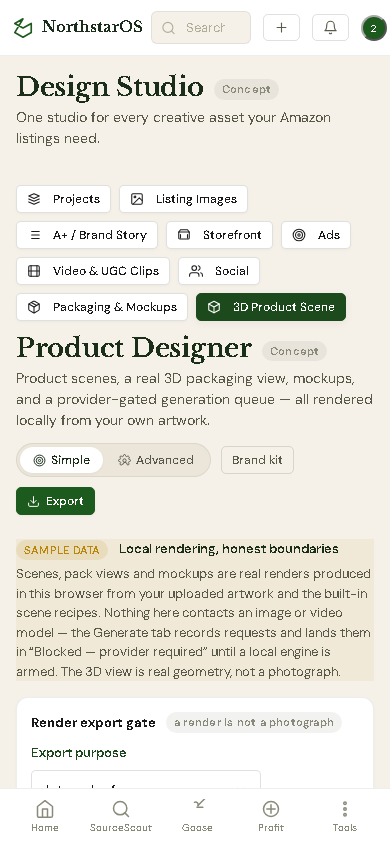 NorthstarOS
Search
2
Design Studio Concept
One studio for every creative asset your Amazon
listings need.
Projects
Listing Images
A+ / Brand Story
Storefront
Ads
Video & UGC Clips
Social
Packaging & Mockups
3D Product Scene
Product Designer Concept
Product scenes, a real 3D packaging view, mockups,
and a provider-gated generation queue — all rendered
locally from your own artwork.
Simple
Advanced
Brand kit
Export
SAMPLE DATA Local rendering, honest boundaries
Scenes, pack views and mockups are real renders produced
in this browser from your uploaded artwork and the built-in
scene recipes. Nothing here contacts an image or video
model — the Generate tab records requests and lands them
in “Blocked — provider required” until a local engine is
armed. The 3D view is real geometry, not a photograph.
Render export gate a render is not a photograph
Export purpose
Home
SourceScout
Goose
Profit
Tools